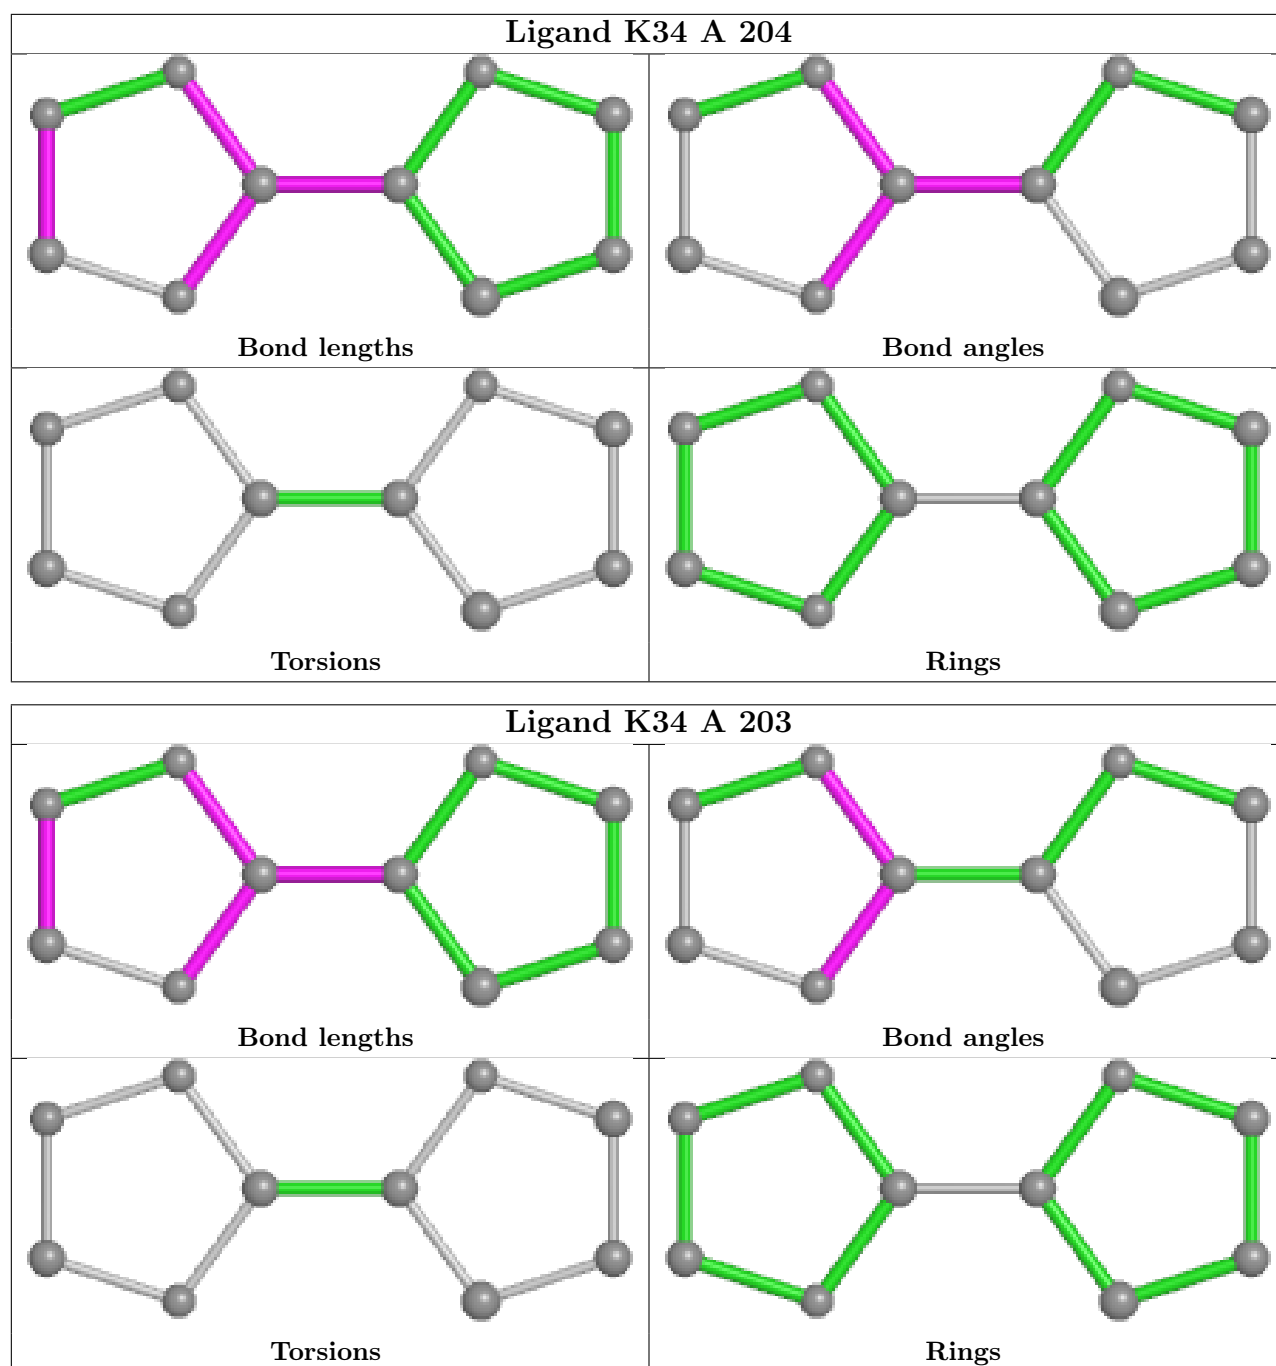 Ligand K34 A 204
Bond lengths
Bond angles
Torsions
Rings
Ligand K34 A 203
Bond lengths
Bond angles
Torsions
Rings